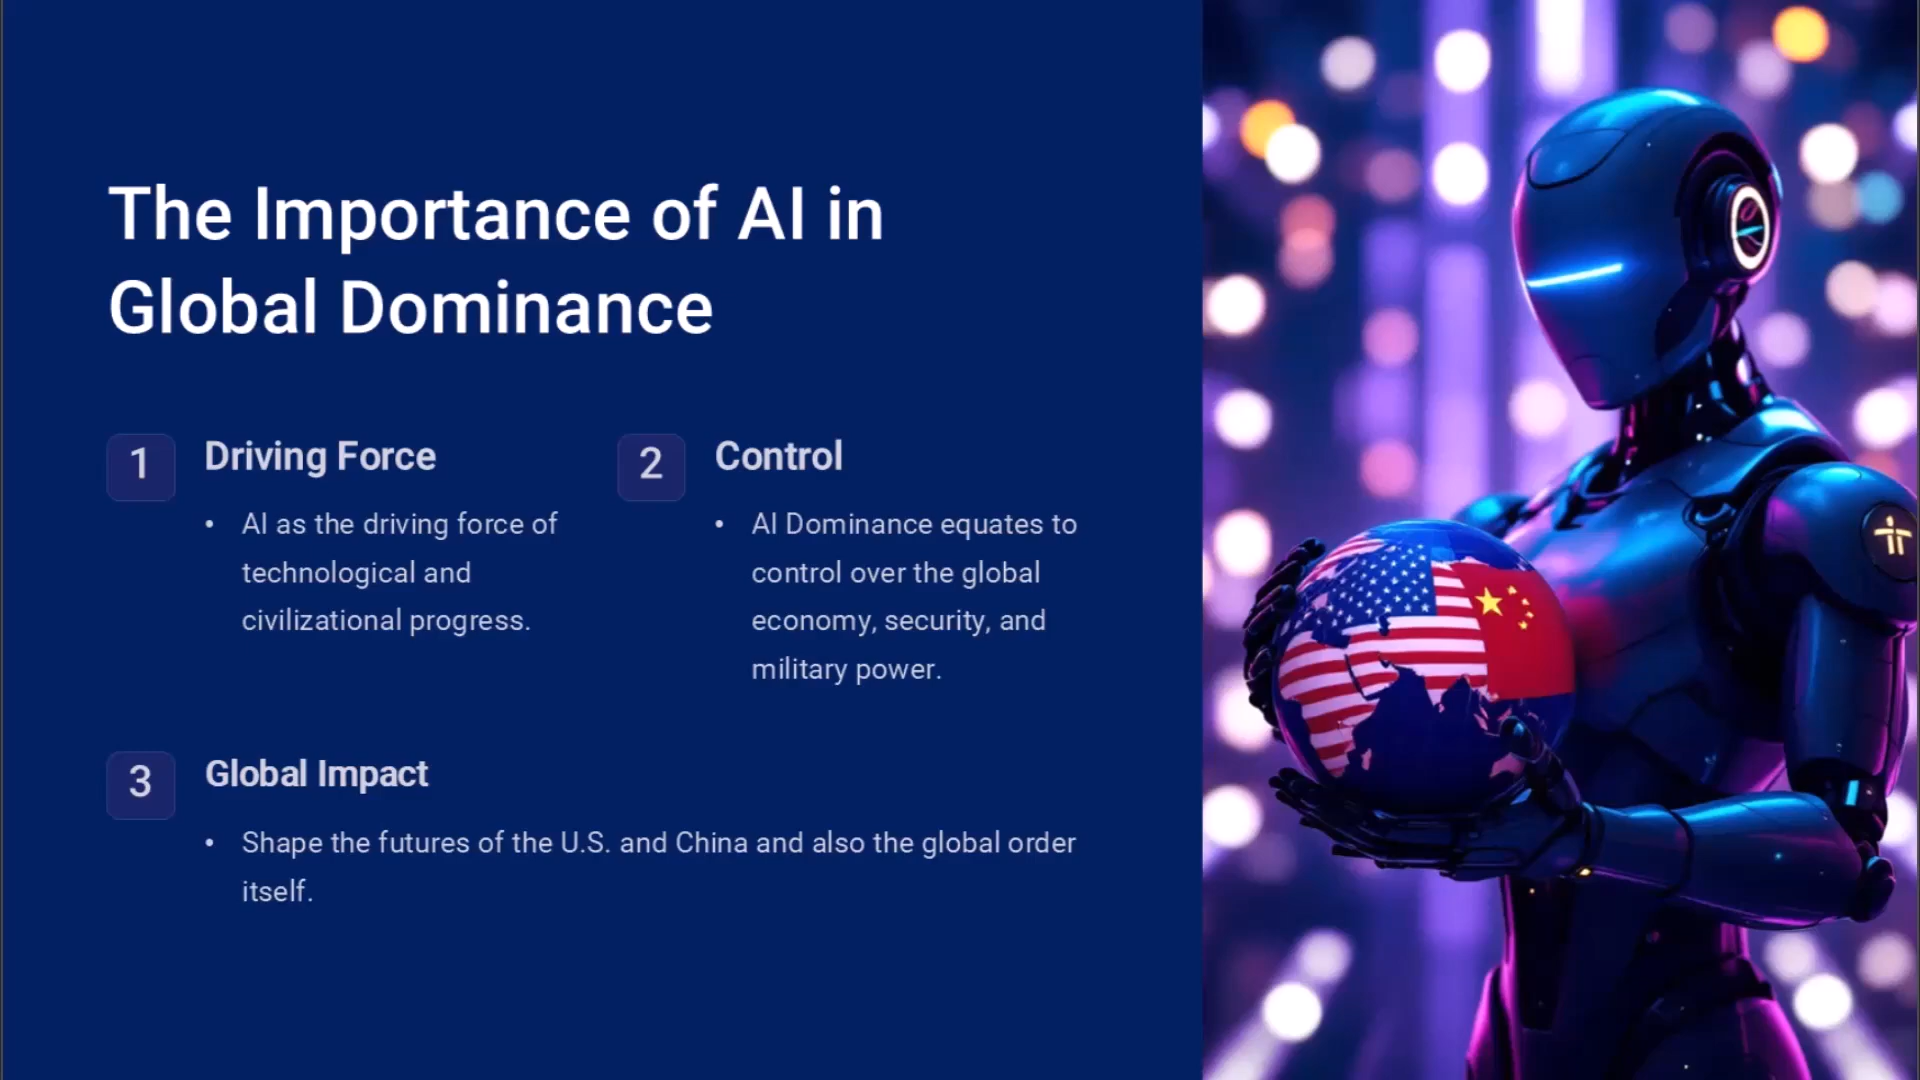 The Importance of AI in
Global Dominance
1
Driving Force
• AI as the driving force of
technological and
civilizational progress.
2
Control
• AI Dominance equates to
control over the global
economy, security, and
military power.
3
Global Impact
• Shape the futures of the U.S. and China and also the global order
itself.